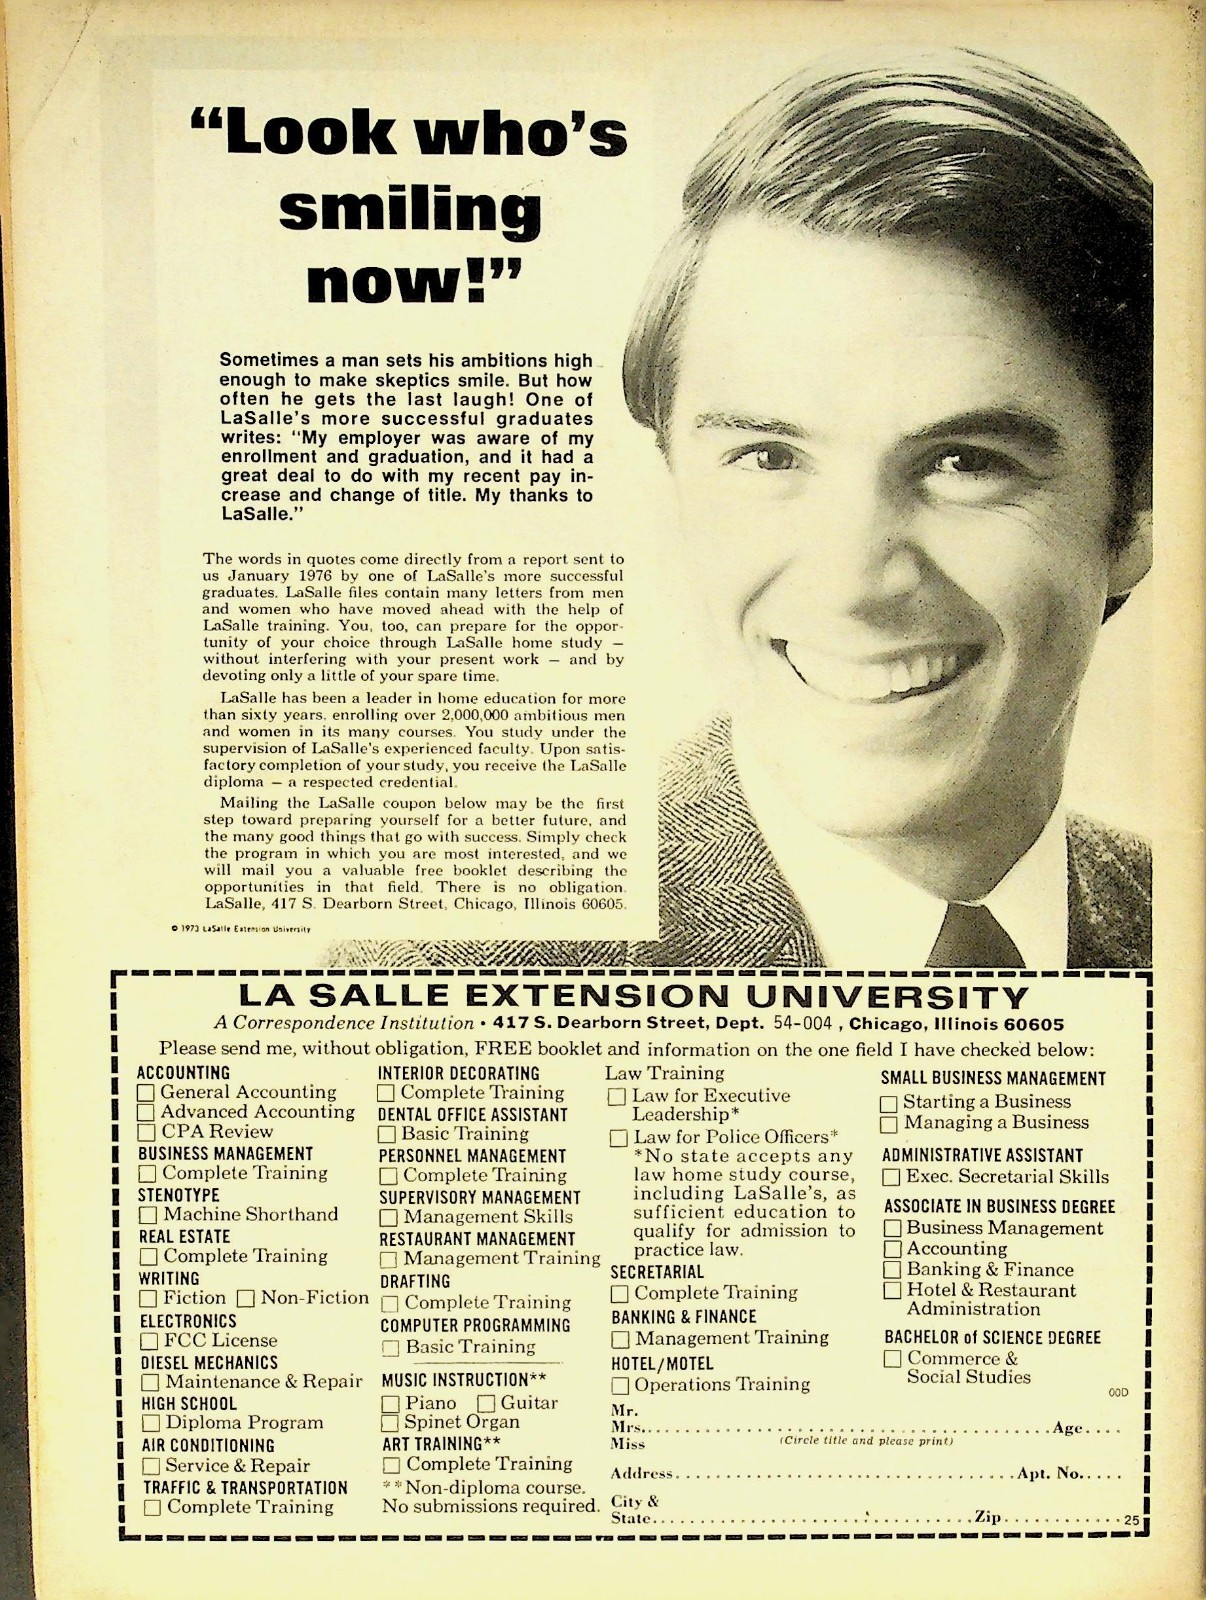 “Look who’s
smiling
now!”
Sometimes a man sets his ambitions high
enough to make skeptics smile. But how
often he gets the last laugh! One of
LaSalle’s more successful graduates
writes: “My employer was aware of my
enrollment and graduation, and it had a
great deal to do with my recent pay in-
crease and change of title. My thanks to
LaSalle.”
The words in quotes come directly from a report sent to
us January 1976 by one of LaSalle’s more successful
graduates. LaSalle files contain many letters from men
and women who have moved ahead with the help of
LaSalle training. You, too, can prepare for the oppor-
tunity of your choice through LaSalle home study —
without interfering with your present work — and by
devoting only a little of your spare time.
LaSalle has been a leader in home education for more
than sixty years, enrolling over 2,000,000 ambitious men
and women in its many courses. You study under the
supervision of LaSalle’s experienced faculty. Upon satis-
factory completion of your study, you receive the LaSalle
diploma — a respected credential.
Mailing the LaSalle coupon below may be the first
step toward preparing yourself for a better future, and
the many good things that go with success. Simply check
the program in which you are most interested, and we
will mail you a valuable free booklet describing the
opportunities in that field. There is no obligation.
LaSalle, 417 S. Dearborn Street, Chicago, Illinois 60605.
© 1973 LaSalle Extension University
LA SALLE EXTENSION UNIVERSITY
A Correspondence Institution • 417 S. Dearborn Street, Dept. 54-004 , Chicago, Illinois 60605
Please send me, without obligation, FREE booklet and information on the one field I have checked below:
ACCOUNTING
☐ General Accounting
☐ Advanced Accounting
☐ CPA Review
BUSINESS MANAGEMENT
☐ Complete Training
STENOTYPE
☐ Machine Shorthand
REAL ESTATE
☐ Complete Training
WRITING
☐ Fiction ☐ Non-Fiction
ELECTRONICS
☐ FCC License
DIESEL MECHANICS
☐ Maintenance & Repair
HIGH SCHOOL
☐ Diploma Program
AIR CONDITIONING
☐ Service & Repair
TRAFFIC & TRANSPORTATION
☐ Complete Training
INTERIOR DECORATING
☐ Complete Training
DENTAL OFFICE ASSISTANT
☐ Basic Training
PERSONNEL MANAGEMENT
☐ Complete Training
SUPERVISORY MANAGEMENT
☐ Management Skills
RESTAURANT MANAGEMENT
☐ Management Training
DRAFTING
☐ Complete Training
COMPUTER PROGRAMMING
☐ Basic Training
MUSIC INSTRUCTION**
☐ Piano ☐ Guitar
☐ Spinet Organ
ART TRAINING**
☐ Complete Training
**Non-diploma course.
No submissions required.
Law Training
☐ Law for Executive
Leadership*
☐ Law for Police Officers*
*No state accepts any
law home study course,
including LaSalle’s, as
sufficient education to
qualify for admission to
practice law.
SECRETARIAL
☐ Complete Training
BANKING & FINANCE
☐ Management Training
HOTEL/MOTEL
☐ Operations Training
SMALL BUSINESS MANAGEMENT
☐ Starting a Business
☐ Managing a Business
ADMINISTRATIVE ASSISTANT
☐ Exec. Secretarial Skills
ASSOCIATE IN BUSINESS DEGREE
☐ Business Management
☐ Accounting
☐ Banking & Finance
☐ Hotel & Restaurant
Administration
BACHELOR of SCIENCE DEGREE
☐ Commerce &
Social Studies
00D
Mr.
Mrs. Age
Miss (Circle title and please print)
Address Apt. No.
City &
State Zip 25